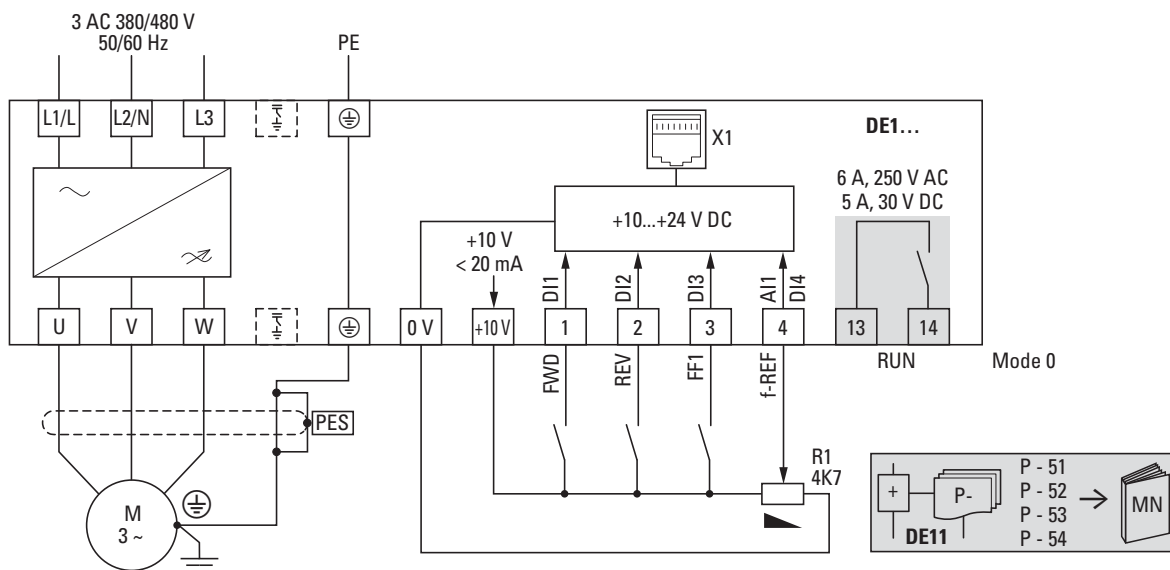 3 AC 380/480 V
50/60 Hz
PE
L1/L
L2/N
L3
X1
DE1...
6 A, 250 V AC
5 A, 30 V DC
+10...+24 V DC
+10 V
< 20 mA
DI1
DI2
DI3
AI1
DI4
U
V
W
0 V
+10 V
1
2
3
4
13
14
FWD
REV
FF1
f-REF
RUN
Mode 0
PES
R1
4K7
M
3 ~
+
P-
DE11
P - 51
P - 52
P - 53
P - 54
MN